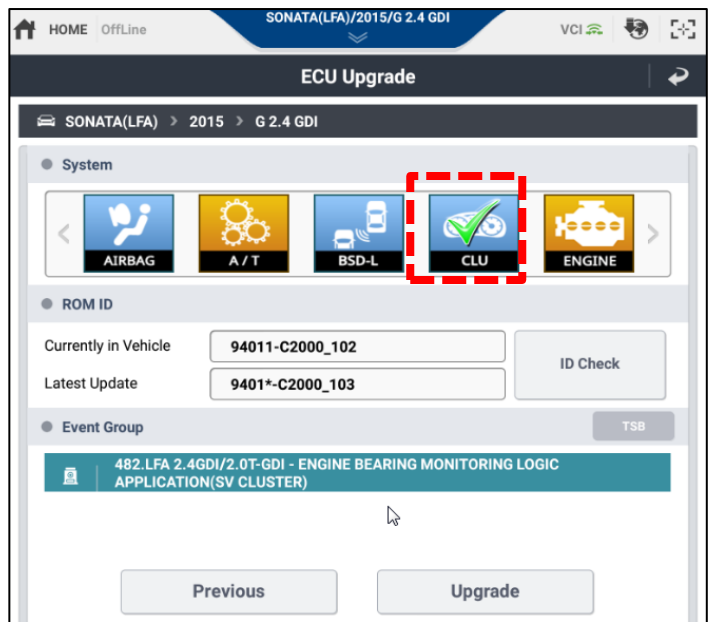 HOME OffLine SONATA(LFA)/2015/G 2.4 GDI VCI
ECU Upgrade
SONATA(LFA) > 2015 > G 2.4 GDI
System
< AIRBAG A/T BSD-L CLU ENGINE >
ROM ID
Currently in Vehicle 94011-C2000_102
ID Check
Latest Update 9401*-C2000_103
Event Group TSB
482.LFA 2.4GDI/2.0T-GDI - ENGINE BEARING MONITORING LOGIC
APPLICATION(SV CLUSTER)
Previous Upgrade